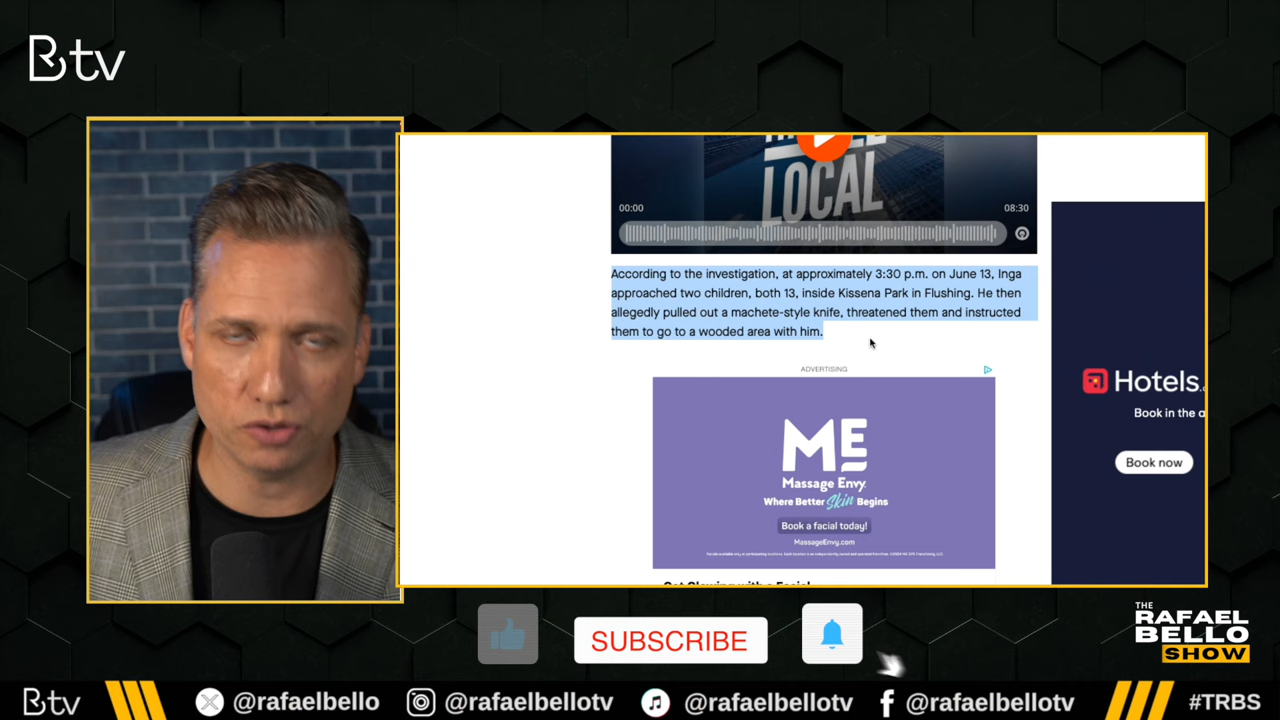 Btv
LOCAL
00:00
08:30
According to the investigation, at approximately 3:30 p.m. on June 13, Inga
approached two children, both 13, inside Kissena Park in Flushing. He then
allegedly pulled out a machete-style knife, threatened them and instructed
them to go to a wooded area with him.
ADVERTISING
ME
Massage Envy
Where Better Skin Begins
Book a facial today!
MassageEnvy.com
Hotels.
Book in the a
Book now
SUBSCRIBE
THE
RAFAEL
BELLO
SHOW
Btv
@rafaelbello
@rafaelbellotv
@rafaelbellotv
@rafaelbellotv
#TRBS